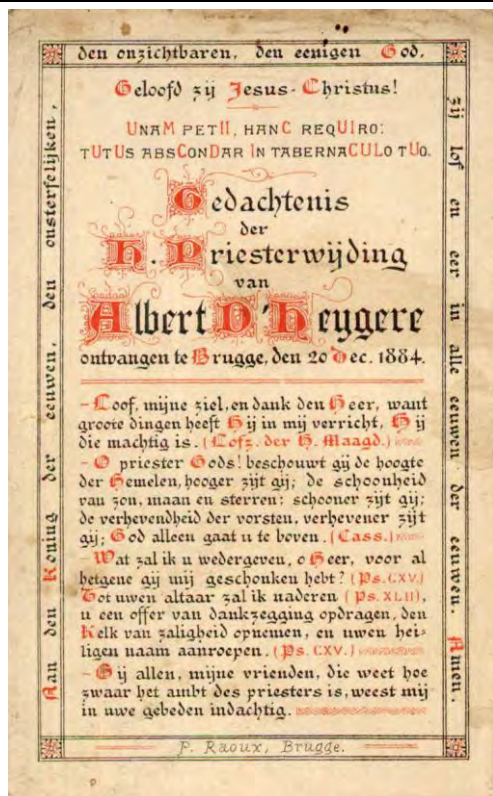 Aan den Koning der eeuwen, den onsterfelijken,
den onzichtbaren, den eenigen God,
zij lof en eer in alle eeuwen der eeuwen. Amen.
Geloofd zij Jesus-Christus!
UNAM PETII, HANC REQUIRO:
TUTUS ABSCONDAR IN TABERNACULO TUO.
Gedachtenis
der
H. Priesterwijding
van
Albert D'Heygere
ontvangen te Brugge, den 20 Dec. 1884.
– Loof, mijne ziel, en dank den Heer, want
groote dingen heeft Hij in mij verricht, Hij
die machtig is. (Lofz. der H. Maagd.)
– O priester Gods! beschouwt gij de hoogte
der Hemelen, hooger zijt gij; de schoonheid
van zon, maan en sterren: schooner zijt gij;
de verhevendheid der vorsten, verhevener zijt
gij; God alleen gaat u te boven. (Cass.)
– Wat zal ik u wedergeven, o Heer, voor al
hetgene gij mij geschonken hebt? (Ps. CXV.)
Tot uwen altaar zal ik naderen (Ps. XLII),
u een offer van dankzegging opdragen, den
Kelk van zaligheid opnemen, en uwen hei-
ligen naam aanroepen. (Ps. CXV.)
– Gij allen, mijne vrienden, die weet hoe
zwaar het ambt des priesters is, weest mij
in uwe gebeden indachtig.
P. Raoux, Brugge.